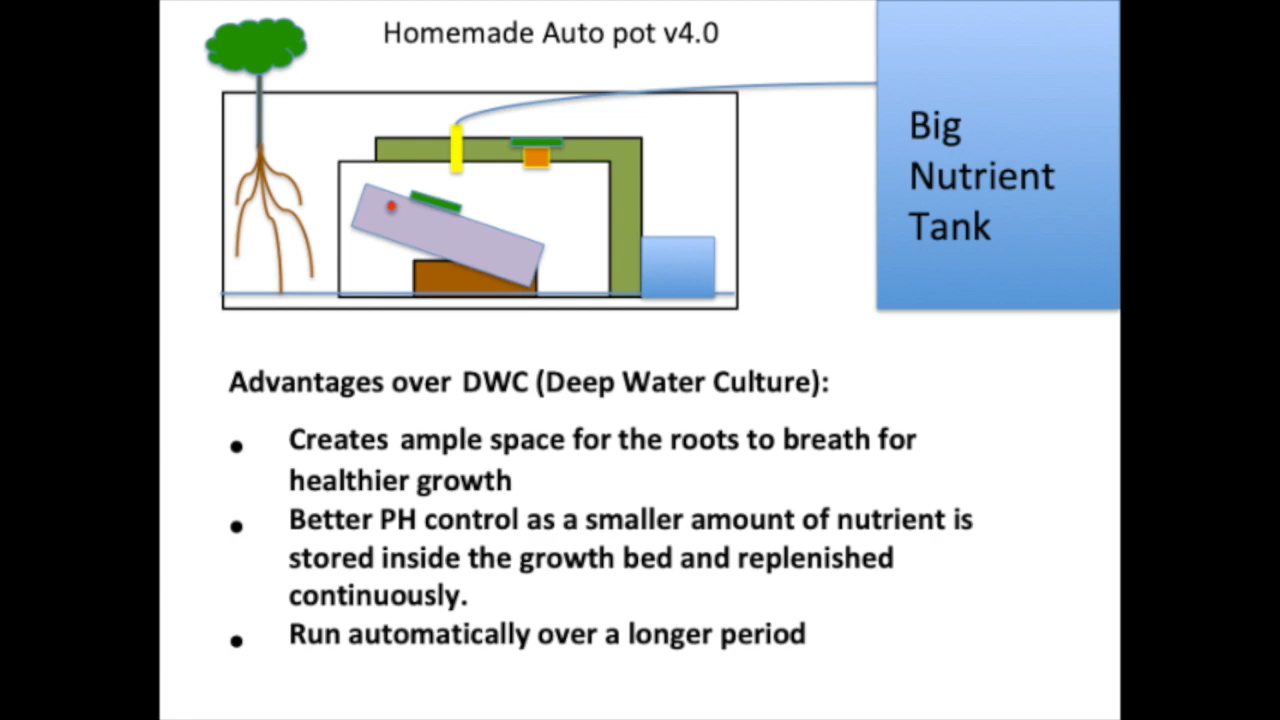 Homemade Auto pot v4.0
Big
Nutrient
Tank
Advantages over DWC (Deep Water Culture):
• Creates ample space for the roots to breath for
healthier growth
• Better PH control as a smaller amount of nutrient is
stored inside the growth bed and replenished
continuously.
• Run automatically over a longer period